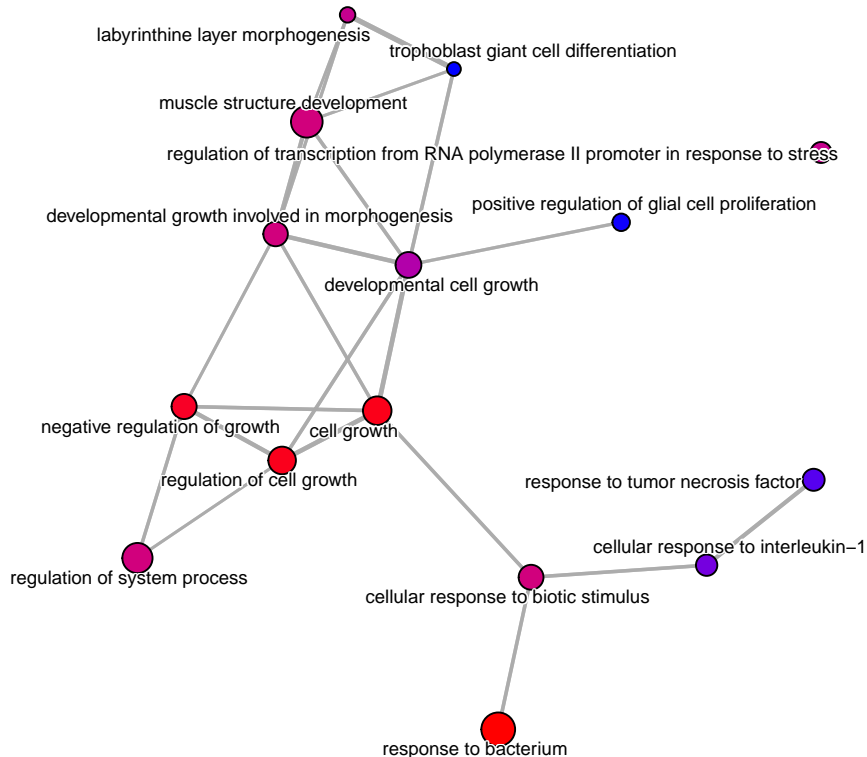 labyrinthine layer morphogenesis
trophoblast giant cell differentiation
muscle structure development
regulation of transcription from RNA polymerase II promoter in response to stress
positive regulation of glial cell proliferation
developmental growth involved in morphogenesis
developmental cell growth
negative regulation of growth
cell growth
regulation of cell growth
response to tumor necrosis factor
cellular response to interleukin−1
regulation of system process
cellular response to biotic stimulus
response to bacterium